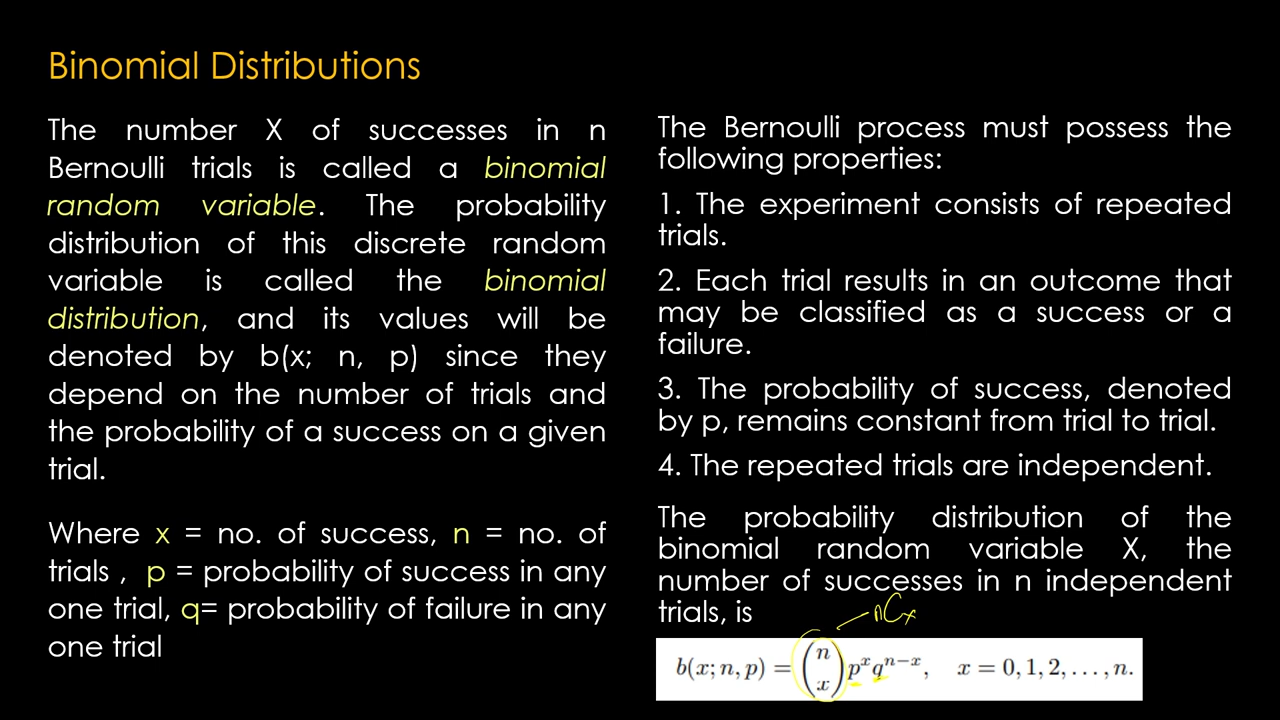 Binomial Distributions
The number X of successes in n
Bernoulli trials is called a binomial
random variable. The probability
distribution of this discrete random
variable is called the binomial
distribution, and its values will be
denoted by b(x; n, p) since they
depend on the number of trials and
the probability of a success on a given
trial.
Where x = no. of success, n = no. of
trials , p = probability of success in any
one trial, q= probability of failure in any
one trial
The Bernoulli process must possess the
following properties:
1. The experiment consists of repeated
trials.
2. Each trial results in an outcome that
may be classified as a success or a
failure.
3. The probability of success, denoted
by p, remains constant from trial to trial.
4. The repeated trials are independent.
The probability distribution of the
binomial random variable X, the
number of successes in n independent
trials, is
nCx
b(x; n, p) = (n x) p^x q^{n−x}, x = 0, 1, 2, . . . , n.